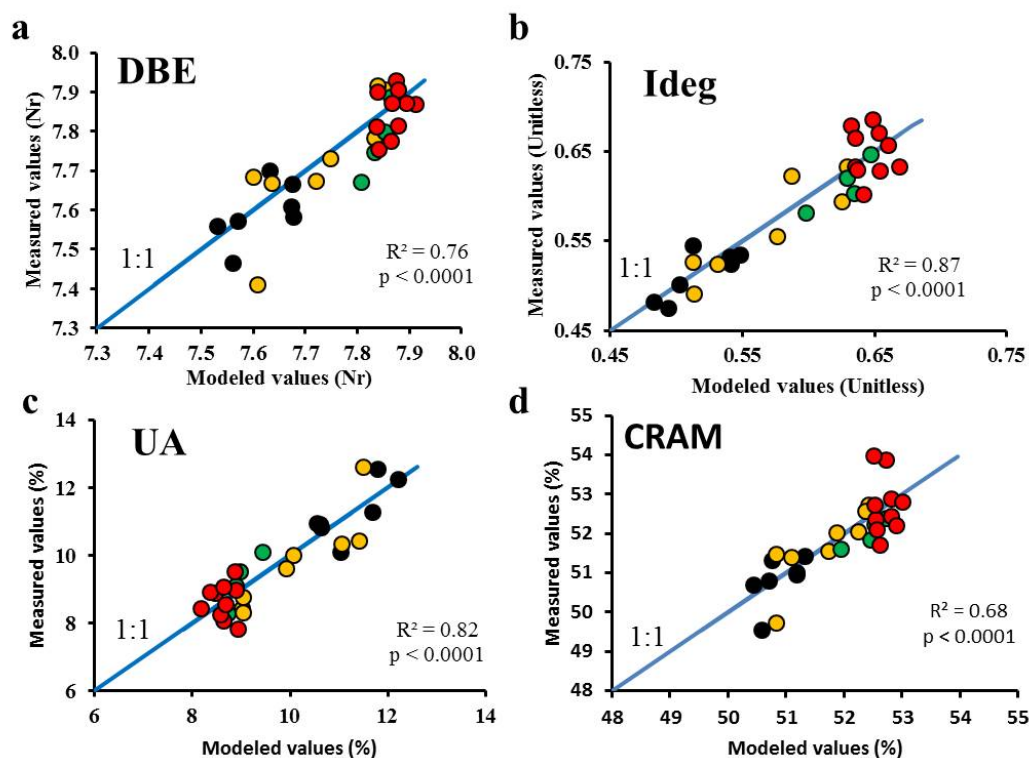 a
DBE
Measured values (Nr)
8.0
7.9
7.8
7.7
7.6
7.5
7.4
7.3
1:1
R² = 0.76
p < 0.0001
7.3 7.4 7.5 7.6 7.7 7.8 7.9 8.0
Modeled values (Nr)
b
Ideg
Measured values (Unitless)
0.75
0.65
0.55
0.45
1:1
R² = 0.87
p < 0.0001
0.45 0.55 0.65 0.75
Modeled values (Unitless)
c
UA
Measured values (%)
14
12
10
8
6
1:1
R² = 0.82
p < 0.0001
6 8 10 12 14
Modeled values (%)
d
CRAM
Measured values (%)
55
54
53
52
51
50
49
48
1:1
R² = 0.68
p < 0.0001
48 49 50 51 52 53 54 55
Modeled values (%)